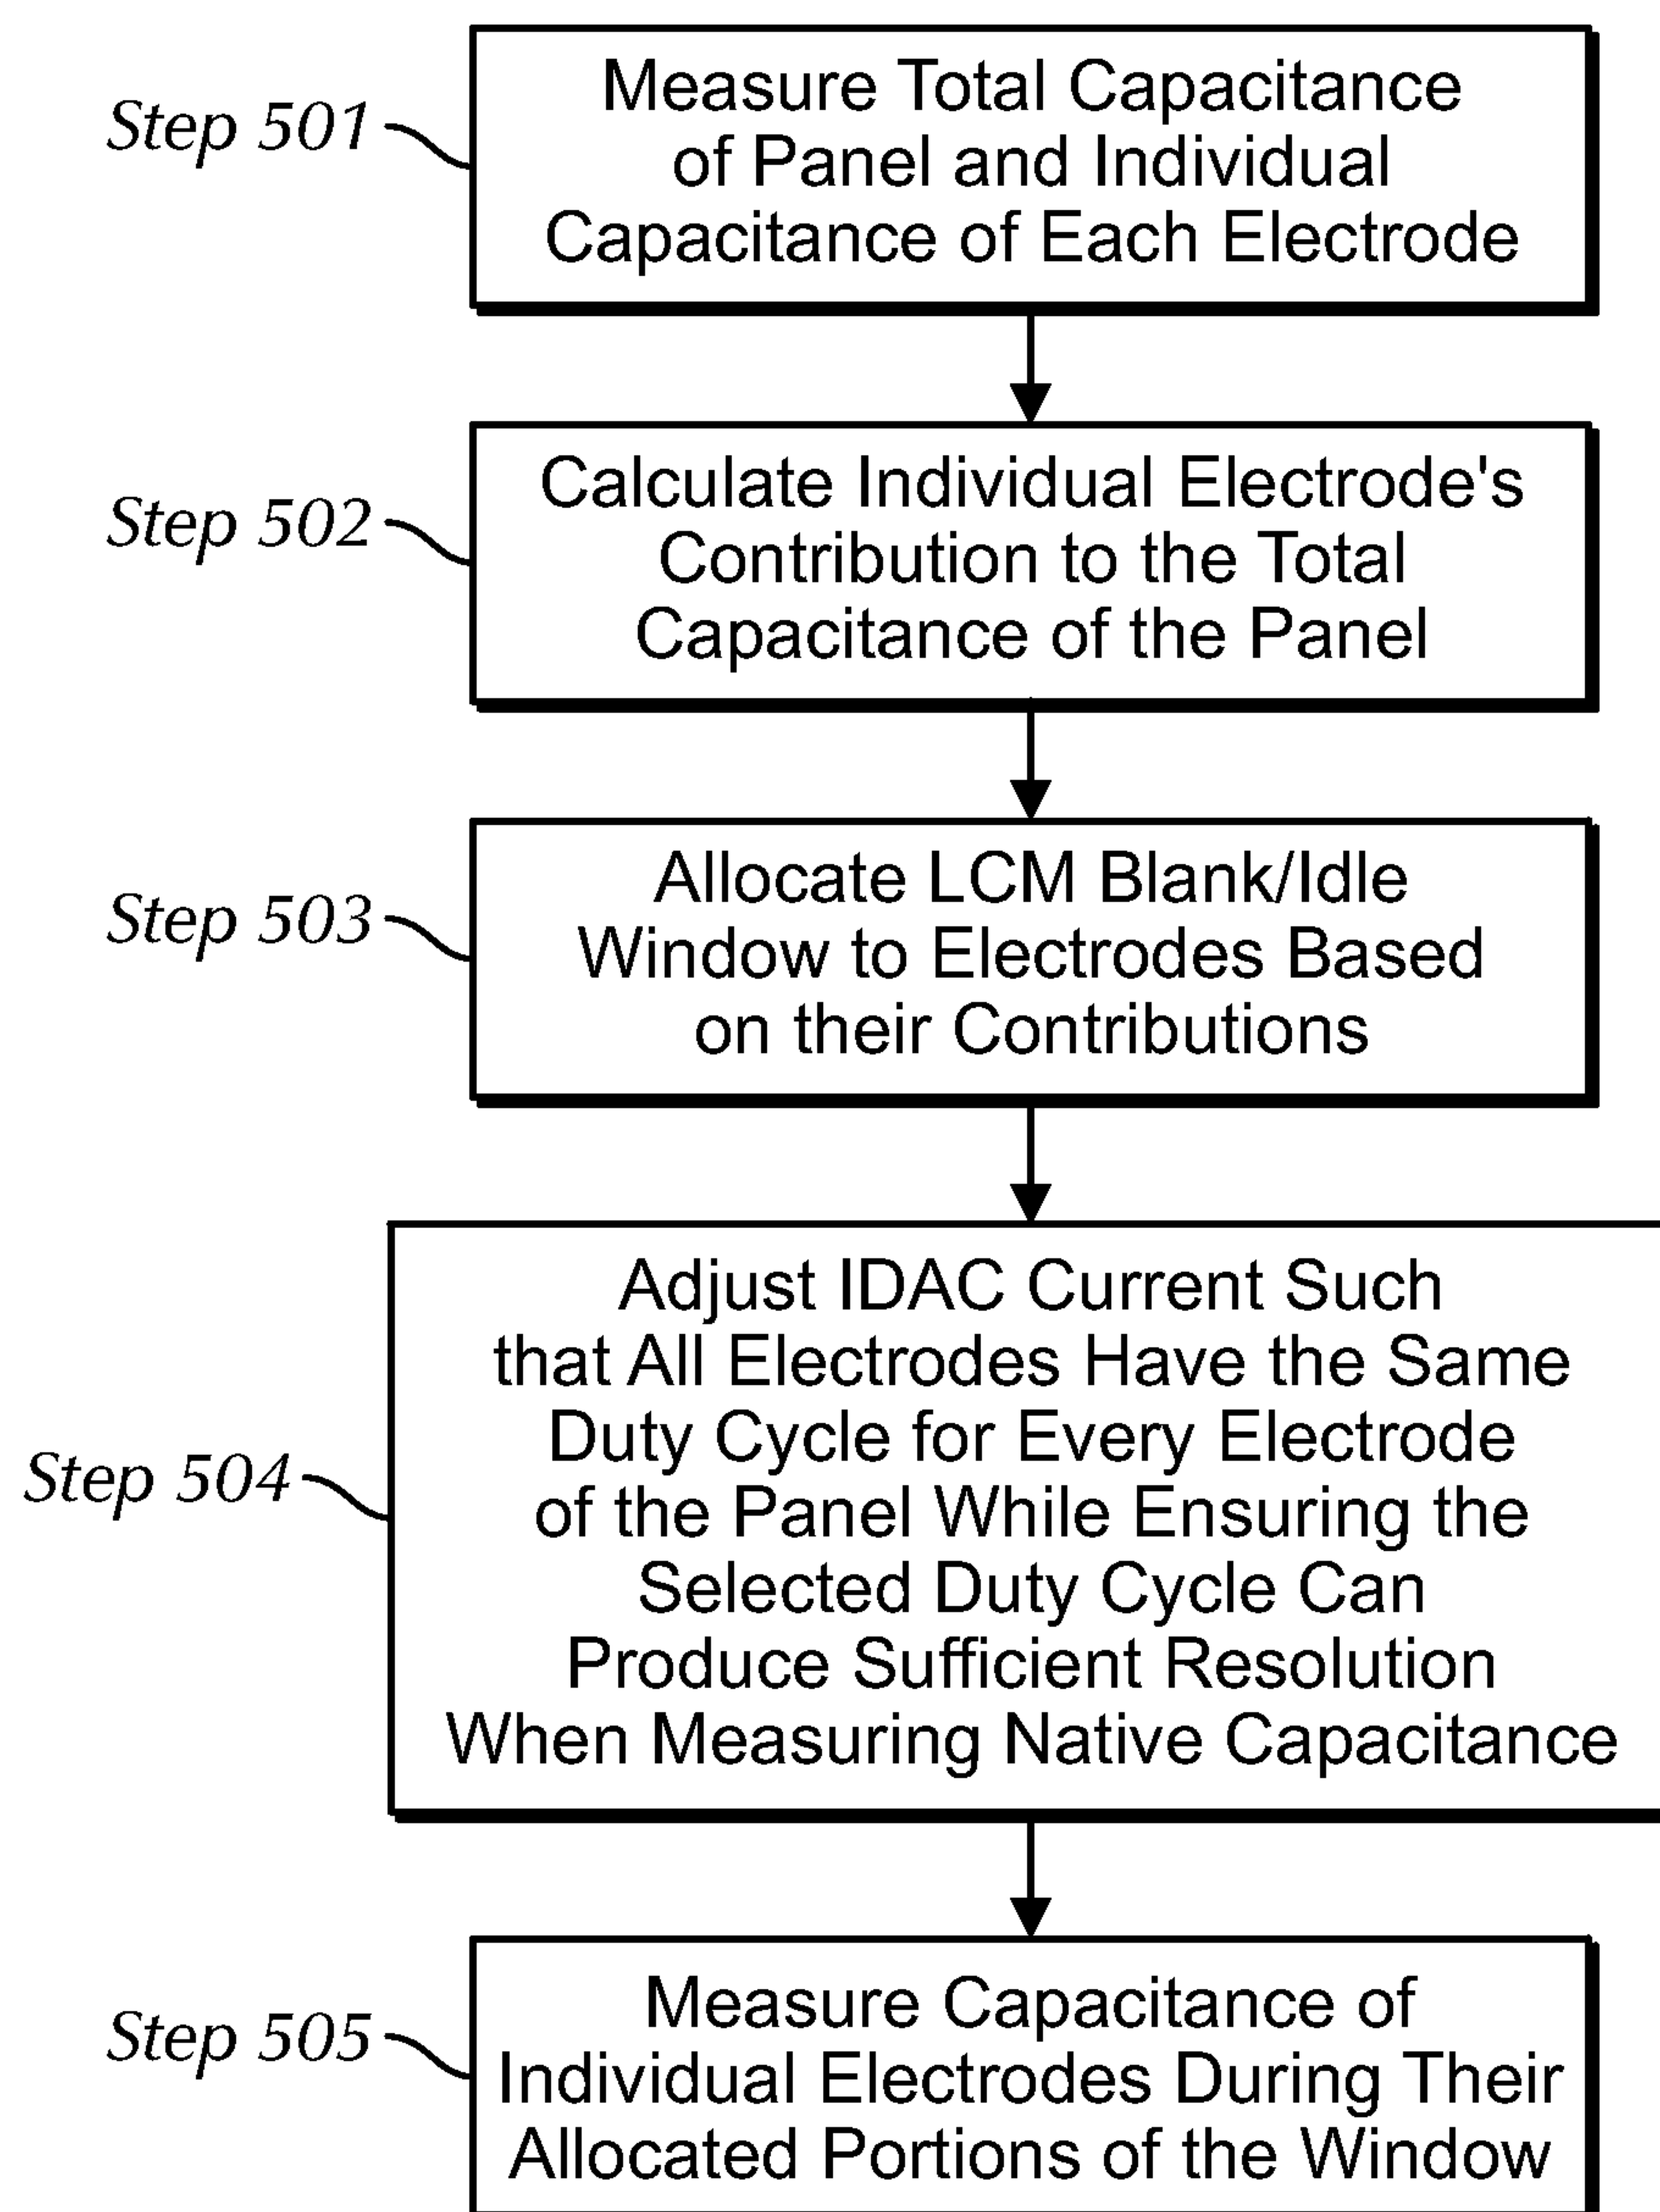 Step 501
Measure Total Capacitance
of Panel and Individual
Capacitance of Each Electrode
Step 502
Calculate Individual Electrode's
Contribution to the Total
Capacitance of the Panel
Step 503
Allocate LCM Blank/Idle
Window to Electrodes Based
on their Contributions
Step 504
Adjust IDAC Current Such
that All Electrodes Have the Same
Duty Cycle for Every Electrode
of the Panel While Ensuring the
Selected Duty Cycle Can
Produce Sufficient Resolution
When Measuring Native Capacitance
Step 505
Measure Capacitance of
Individual Electrodes During Their
Allocated Portions of the Window